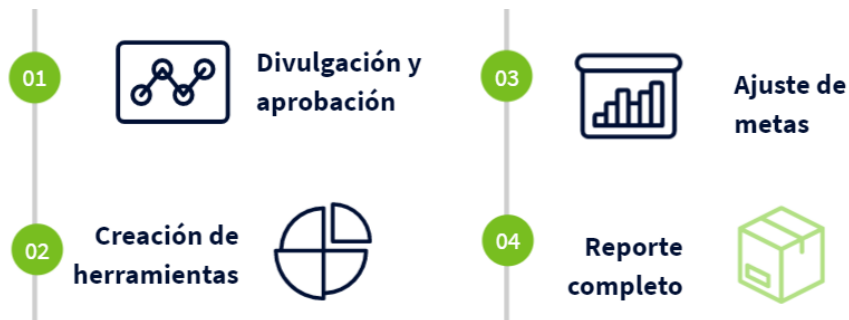 01
Divulgación y
aprobación
02
Creación de
herramientas
03
Ajuste de
metas
04
Reporte
completo